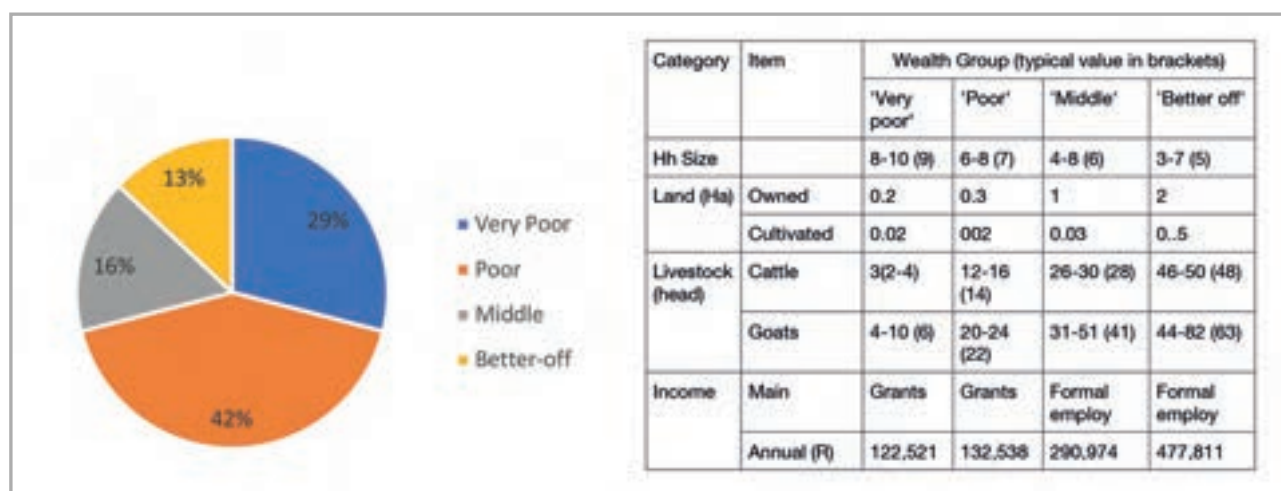 13%
29%
16%
42%
Very Poor
Poor
Middle
Better-off
Category Item Wealth Group (typical value in brackets)
'Very poor' 'Poor' 'Middle' 'Better off'
Hh Size 8-10 (9) 6-8 (7) 4-8 (6) 3-7 (5)
Land (Ha) Owned 0.2 0.3 1 2
Cultivated 0.02 002 0.03 0..5
Livestock (head) Cattle 3(2-4) 12-16 (14) 26-30 (28) 46-50 (48)
Goats 4-10 (6) 20-24 (22) 31-51 (41) 44-82 (63)
Income Main Grants Grants Formal employ Formal employ
Annual (R) 122,521 132,538 290,974 477,811